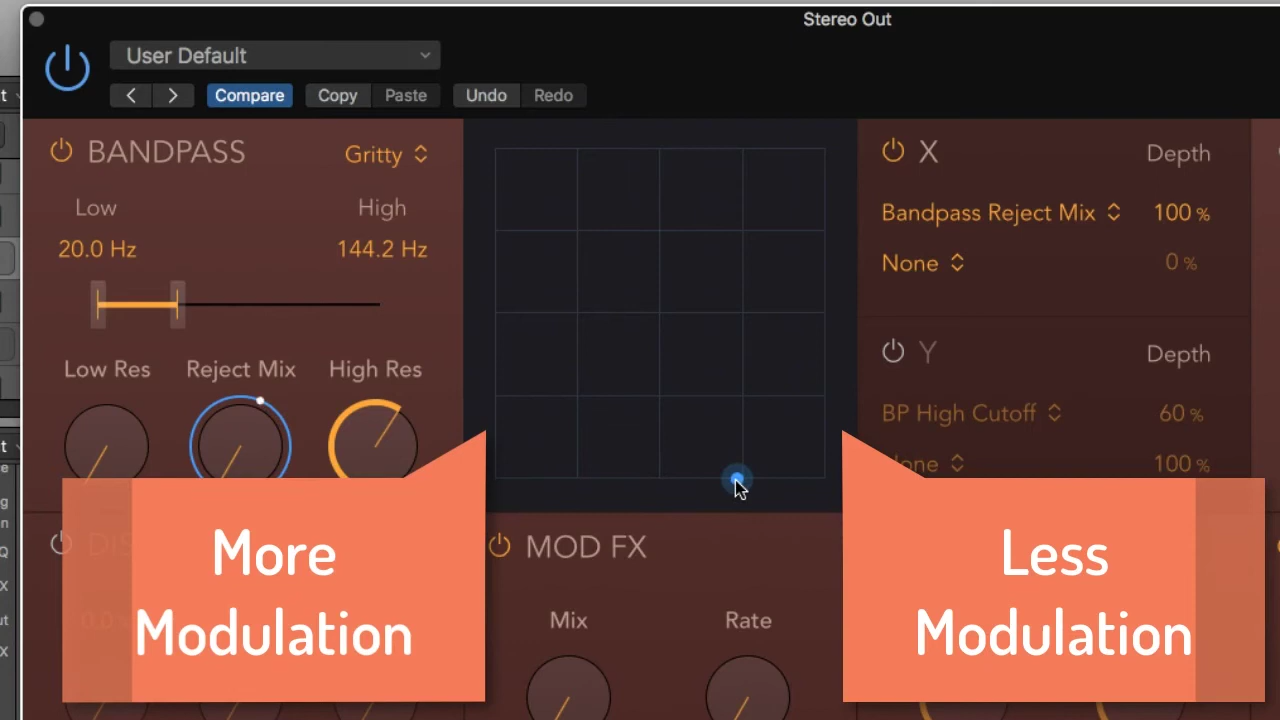 Stereo Out
User Default
Compare
Copy
Paste
Undo
Redo
BANDPASS
Gritty
Low
High
20.0 Hz
144.2 Hz
Low Res
Reject Mix
High Res
X
Depth
Bandpass Reject Mix
100 %
None
0 %
Y
Depth
BP High Cutoff
60 %
None
100 %
MOD FX
Mix
Rate
More
Modulation
Less
Modulation